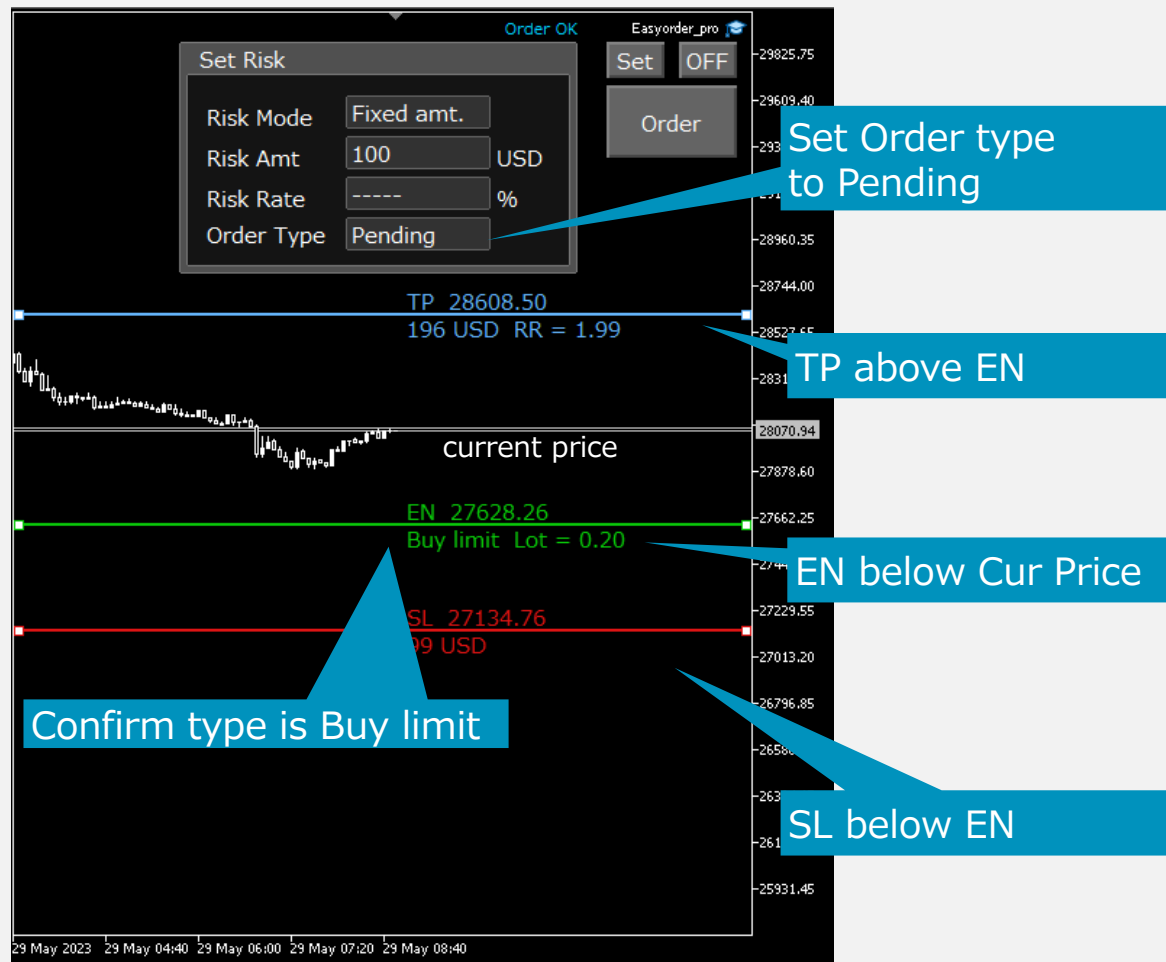 Order OK
Easyorder_pro
Set Risk
Set
OFF
Order
Risk Mode
Fixed amt.
Risk Amt
100
USD
Risk Rate
-----
%
Order Type
Pending
Set Order type
to Pending
TP 28608.50
196 USD RR = 1.99
TP above EN
current price
EN 27628.26
Buy limit Lot = 0.20
EN below Cur Price
SL 27134.76
99 USD
Confirm type is Buy limit
SL below EN
29825.75
29609.40
28960.35
28744.00
28527.65
28070.94
27878.60
27662.25
27229.55
27013.20
26796.85
25931.45
29 May 2023
29 May 04:40
29 May 06:00
29 May 07:20
29 May 08:40